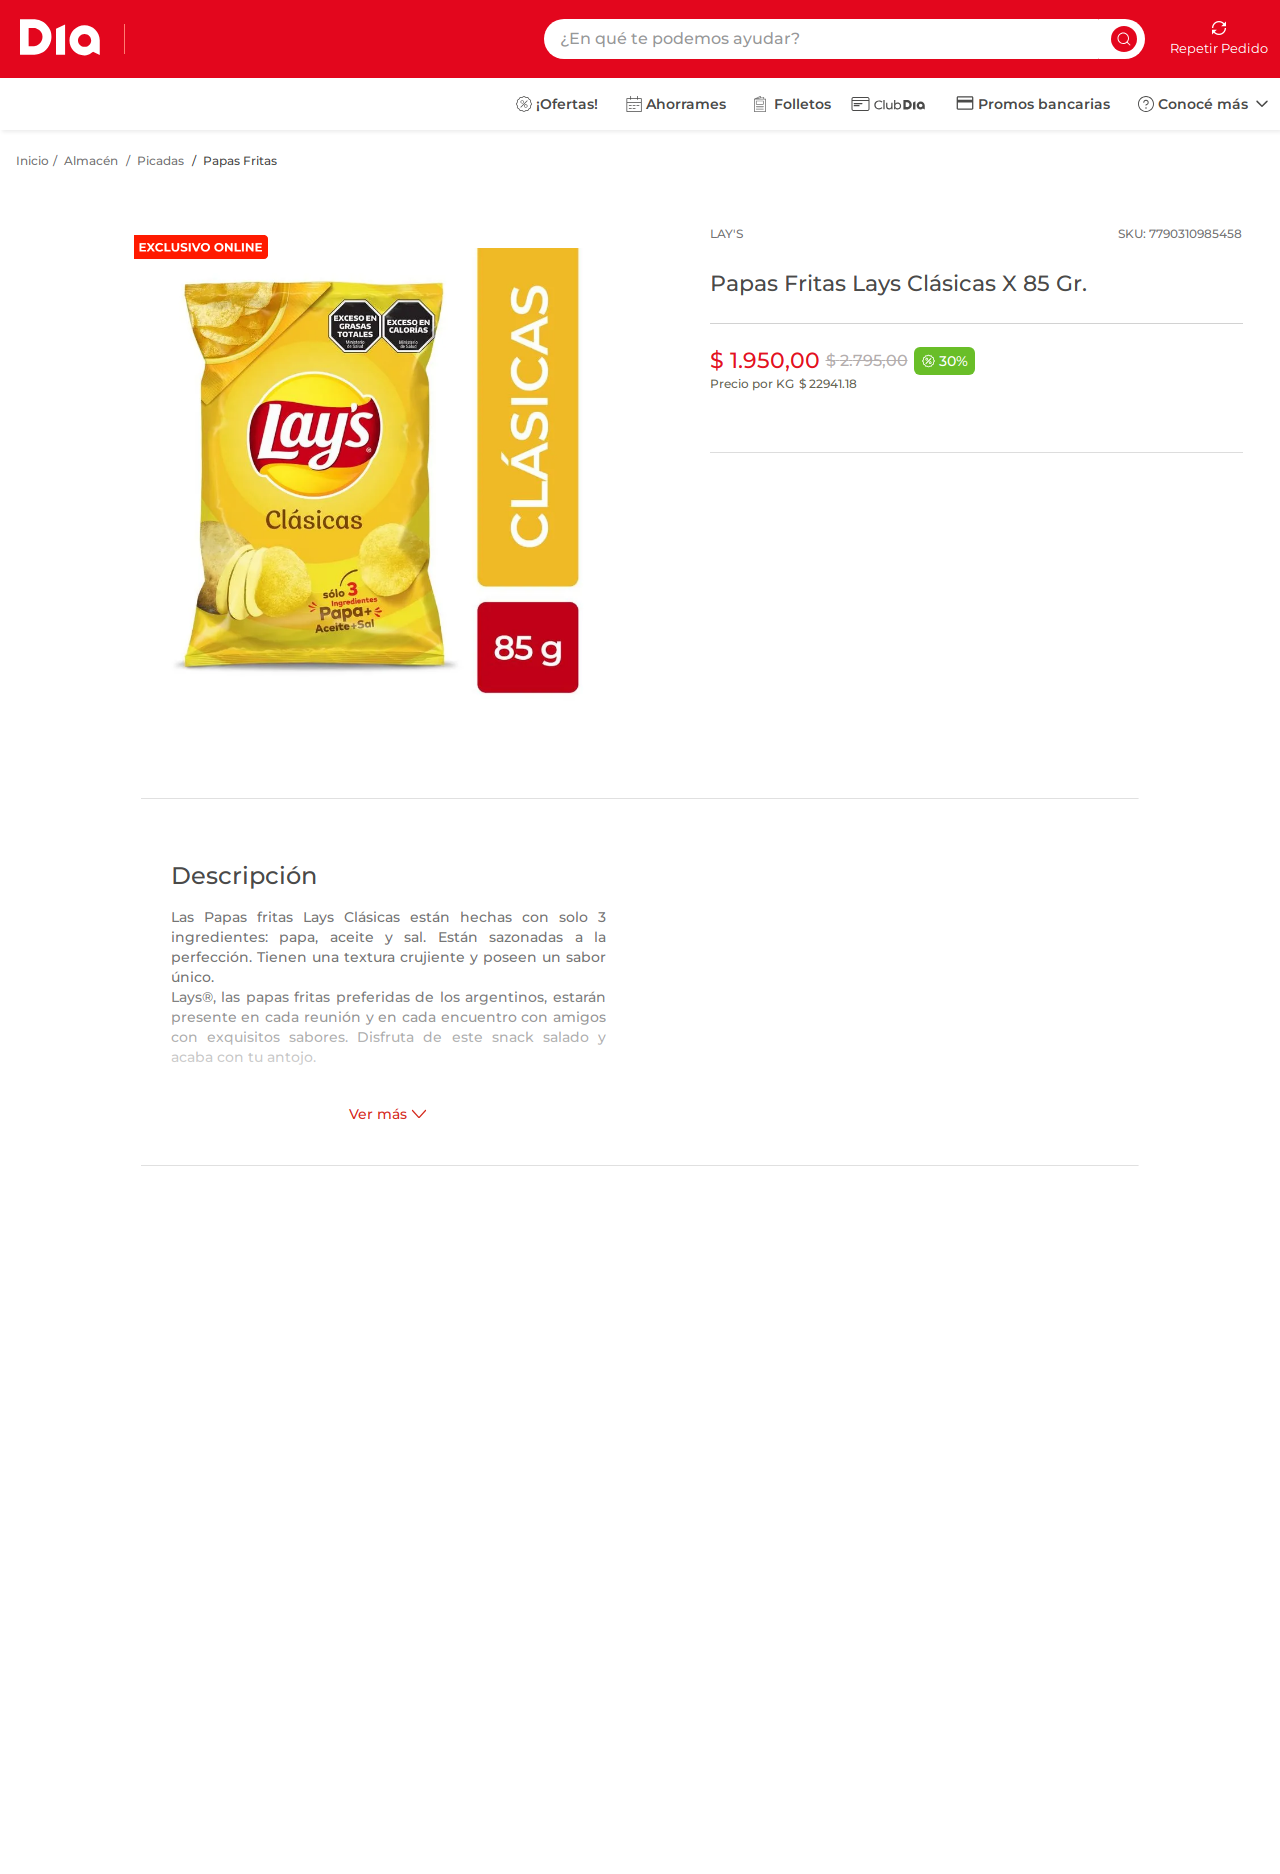 Dia
¿En qué te podemos ayudar?
Repetir Pedido
¡Ofertas!
Ahorrames
Folletos
ClubDia
Promos bancarias
Conocé más
Inicio / Almacén / Picadas / Papas Fritas
EXCLUSIVO ONLINE
EXCESO EN
GRASAS
TOTALES
Ministerio
de Salud
EXCESO EN
CALORÍAS
Ministerio
de Salud
Lay's
Clásicas
sólo 3
Ingredientes
Papa+
Aceite+Sal
CLÁSICAS
85 g
LAY'S
SKU: 7790310985458
Papas Fritas Lays Clásicas X 85 Gr.
$ 1.950,00 $ 2.795,00 30%
Precio por KG $ 22941.18
Descripción
Las Papas fritas Lays Clásicas están hechas con solo 3
ingredientes: papa, aceite y sal. Están sazonadas a la
perfección. Tienen una textura crujiente y poseen un sabor
único.
Lays®, las papas fritas preferidas de los argentinos, estarán
presente en cada reunión y en cada encuentro con amigos
con exquisitos sabores. Disfruta de este snack salado y
acaba con tu antojo.
Ver más